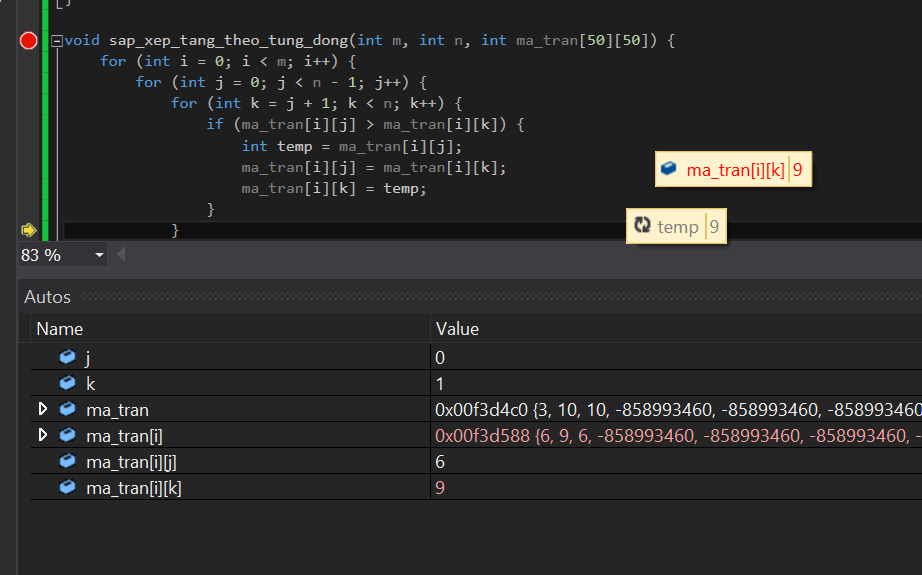 void sap_xep_tang_theo_tung_dong(int m, int n, int ma_tran[50][50]) {
for (int i = 0; i < m; i++) {
for (int j = 0; j < n - 1; j++) {
for (int k = j + 1; k < n; k++) {
if (ma_tran[i][j] > ma_tran[i][k]) {
int temp = ma_tran[i][j];
ma_tran[i][j] = ma_tran[i][k];
ma_tran[i][k] = temp;
}
}
ma_tran[i][k] 9
temp 9
83 %
Autos
Name Value
j 0
k 1
ma_tran 0x00f3d4c0 {3, 10, 10, -858993460, -858993460, -858993460
ma_tran[i] 0x00f3d588 {6, 9, 6, -858993460, -858993460, -858993460, -
ma_tran[i][j] 6
ma_tran[i][k] 9